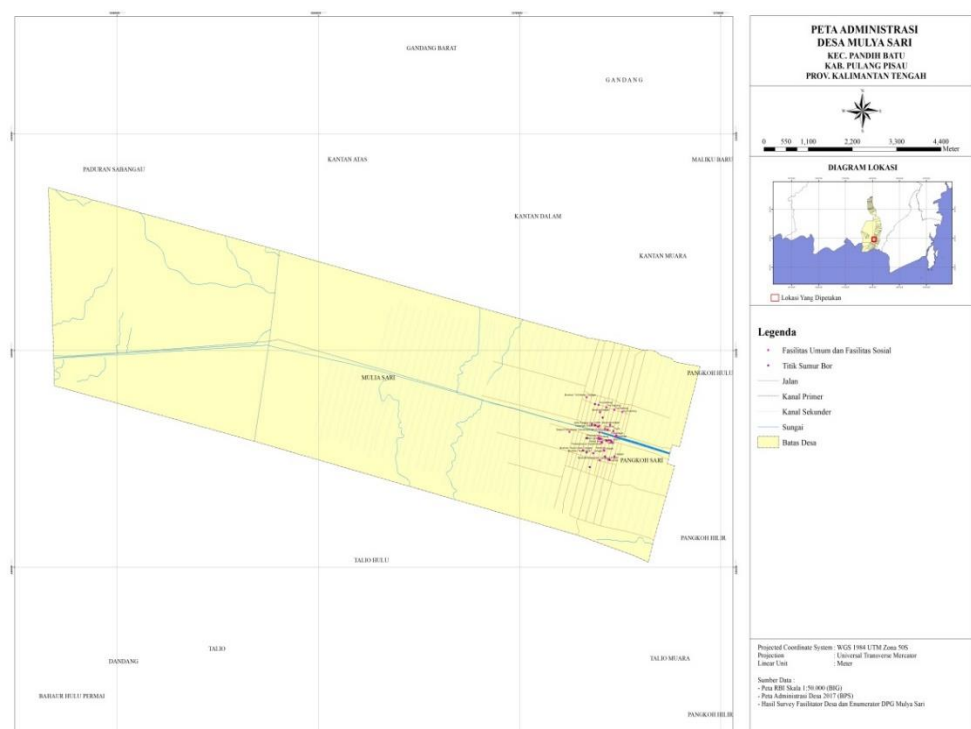 GANDANG BARAT
GANDANG
KANTAN ATAS
MALIKU BARU
PADURAN SABANGAU
KANTAN DALAM
KANTAN MUARA
PANGKOH HULU
MULIA SARI
PANGKOH SARI
PANGKOH HILIR
TALIO HULU
TALIO
TALIO MUARA
DANDANG
BAHAUR HULU PERMAI
PANGKOH HILIR
PETA ADMINISTRASI
DESA MULYA SARI
KEC. PANDIH BATU
KAB. PULANG PISAU
PROV. KALIMANTAN TENGAH
0 550 1,100 2,200 3,300 4,400
Meter
DIAGRAM LOKASI
Lokasi Yang Dipetakan
Legenda
Fasilitas Umum dan Fasilitas Sosial
Titik Sumur Bor
Jalan
Kanal Primer
Kanal Sekunder
Sungai
Batas Desa
Projected Coordinate System : WGS 1984 UTM Zona 50S
Projection : Universal Transverse Mercator
Linear Unit : Meter
Sumber Data :
- Peta RBI Skala 1:50.000 (BIG)
- Peta Administrasi Desa 2017 (BPS)
- Hasil Survey Fasilitator Desa dan Enumerator DPG Mulya Sari